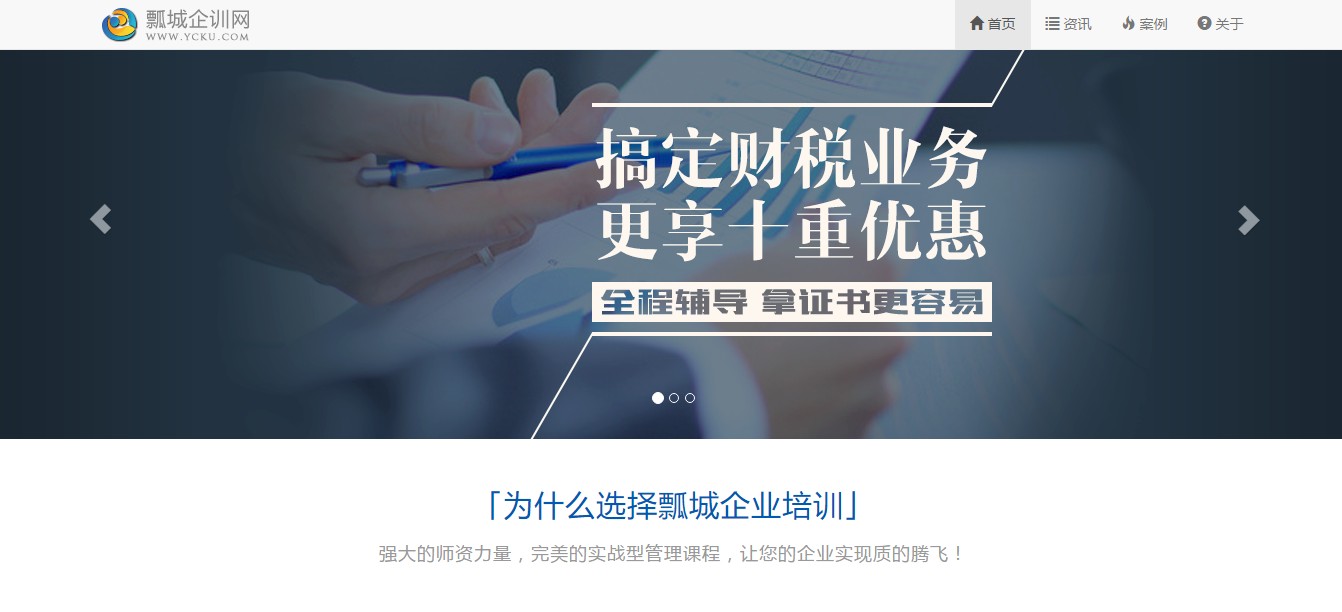 瓢城企训网
WWW.YCKU.COM
首页
资讯
案例
关于
搞定财税业务
更享十重优惠
全程辅导 拿证书更容易
「为什么选择瓢城企业培训」
强大的师资力量，完美的实战型管理课程，让您的企业实现质的腾飞！